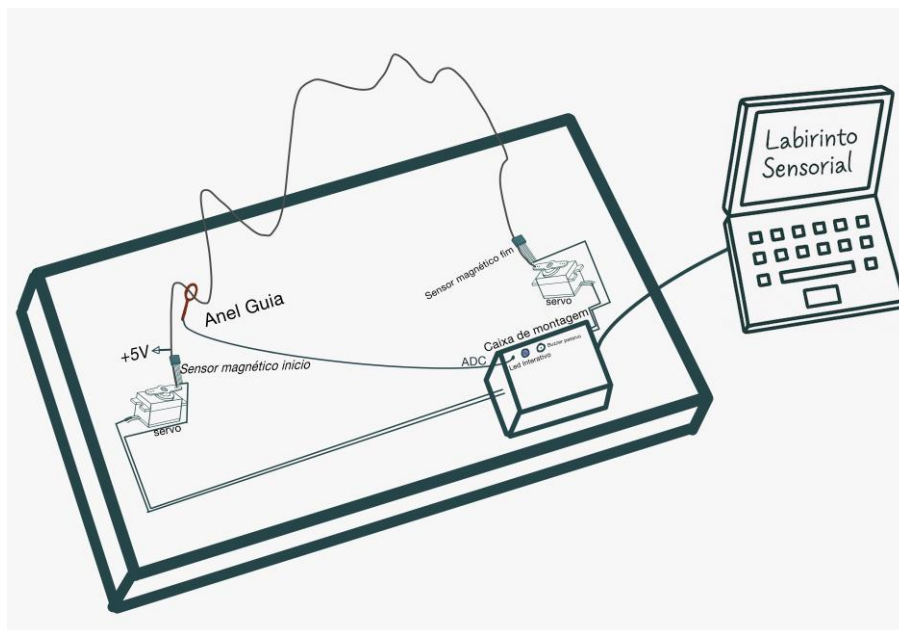 Labirinto
Sensorial
Sensor magnético fim
servo
Anel Guia
Caixa de montagem
+5V
Sensor magnético inicio
ADC
Led Interativo
Buzzer passivo
servo